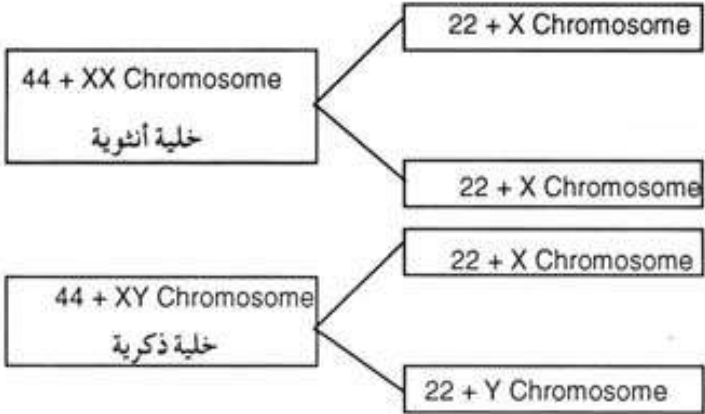 44 + XX Chromosome
خلية أنثوية
22 + X Chromosome
22 + X Chromosome
44 + XY Chromosome
خلية ذكرية
22 + X Chromosome
22 + Y Chromosome